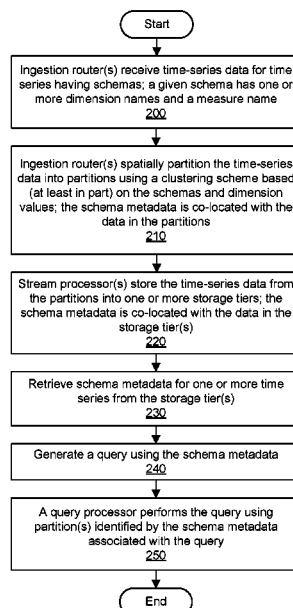 Start
Ingestion router(s) receive time-series data for time
series having schemas; a given schema has one or
more dimension names and a measure name
200
Ingestion router(s) spatially partition the time-series
data into partitions using a clustering scheme based
(at least in part) on the schemas and dimension
values; the schema metadata is co-located with the
data in the partitions
210
Stream processor(s) store the time-series data from
the partitions into one or more storage tiers; the
schema metadata is co-located with the data in the
storage tier(s)
220
Retrieve schema metadata for one or more time
series from the storage tier(s)
230
Generate a query using the schema metadata
240
A query processor performs the query using
partition(s) identified by the schema metadata
associated with the query
250
End